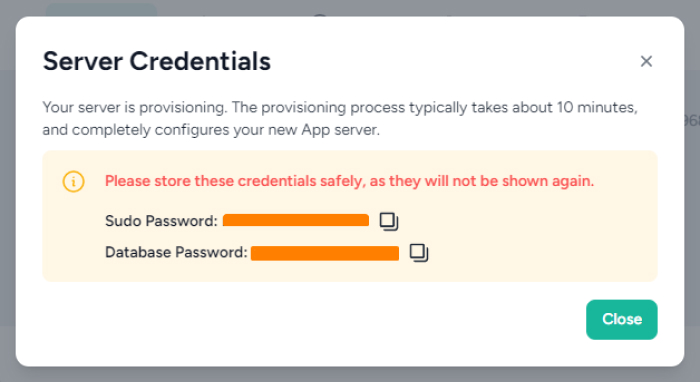 Server Credentials
Your server is provisioning. The provisioning process typically takes about 10 minutes,
and completely configures your new App server.
Please store these credentials safely, as they will not be shown again.
Sudo Password:
Database Password:
Close